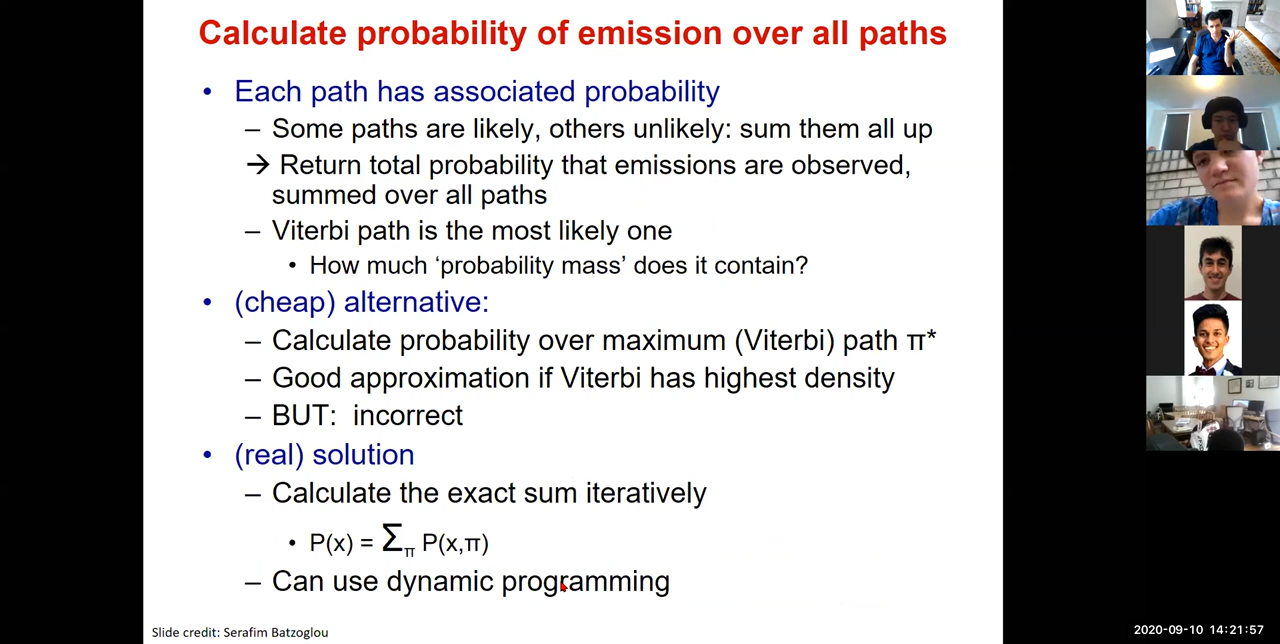 Calculate probability of emission over all paths
• Each path has associated probability
– Some paths are likely, others unlikely: sum them all up
→ Return total probability that emissions are observed,
summed over all paths
– Viterbi path is the most likely one
• How much ‘probability mass’ does it contain?
• (cheap) alternative:
– Calculate probability over maximum (Viterbi) path π*
– Good approximation if Viterbi has highest density
– BUT: incorrect
• (real) solution
– Calculate the exact sum iteratively
• P(x) = Σπ P(x,π)
– Can use dynamic programming
Slide credit: Serafim Batzoglou
2020-09-10 14:21:57